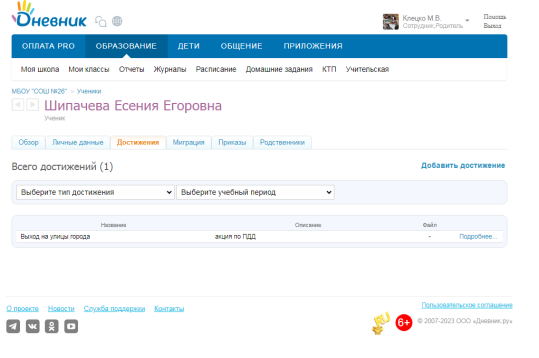 Дневник
Клецко М.В.
Сотрудник, Родитель
Помощь
Выход
ОПЛАТА PRO ОБРАЗОВАНИЕ ДЕТИ ОБЩЕНИЕ ПРИЛОЖЕНИЯ
Моя школа Мои классы Отчеты Журналы Расписание Домашние задания КТП Учительская
МБОУ "СОШ №26" → Ученики
Шипачева Есения Егоровна
Ученик
Обзор Личные данные Достижения Миграция Приказы Родственники
Всего достижений (1) Добавить достижение
Выберите тип достижения Выберите учебный период
Название Описание Файл
Выход на улицы города акция по ПДД - Подробнее...
О проекте Новости Служба поддержки Контакты Пользовательское соглашение
6+ © 2007-2023 ООО «Дневник.ру»